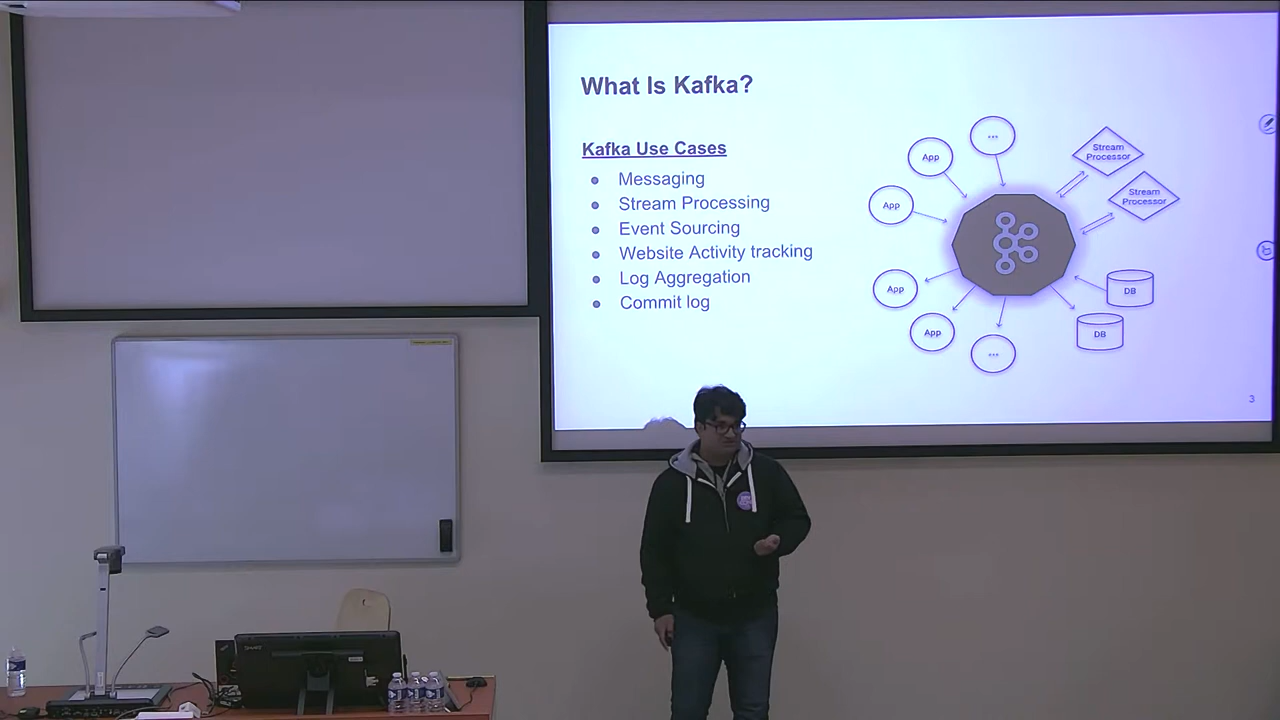 What Is Kafka?
Kafka Use Cases
Messaging
Stream Processing
Event Sourcing
Website Activity tracking
Log Aggregation
Commit log
...
App
App
Stream
Processor
Stream
Processor
App
App
...
DB
DB
3